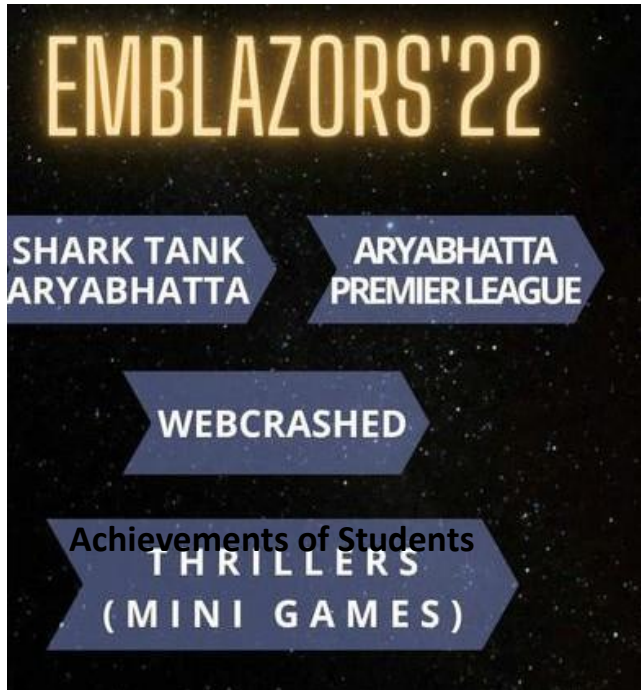 EMBLAZORS'22
SHARK TANK
ARYABHATTA
ARYABHATTA
PREMIER LEAGUE
WEBCRASHED
Achievements of Students
THRILLERS
(MINI GAMES)